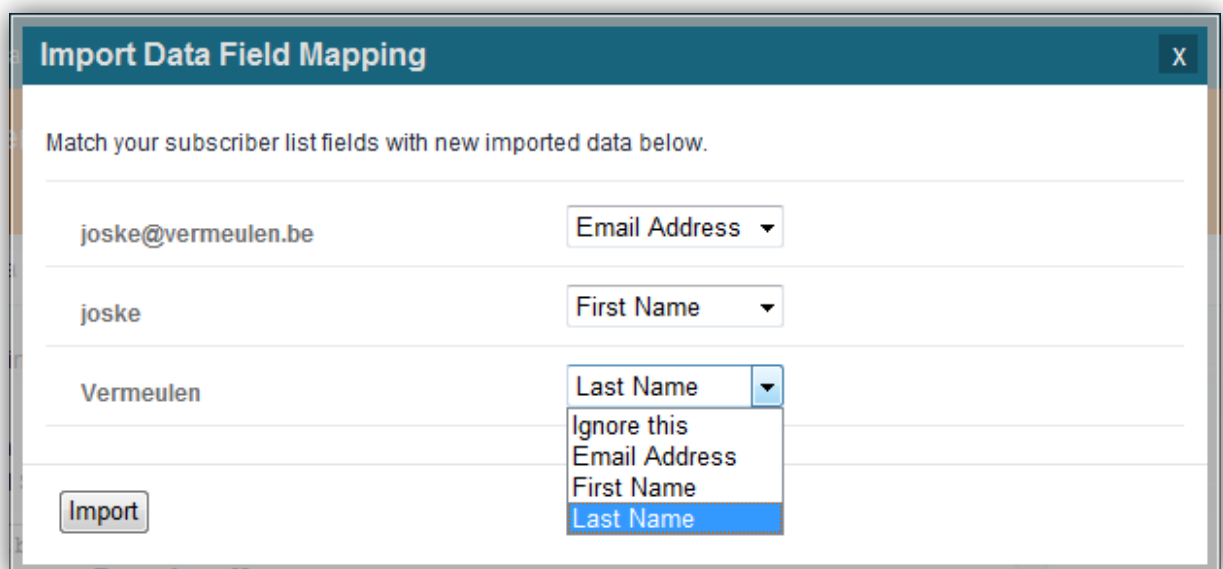 Import Data Field Mapping X
Match your subscriber list fields with new imported data below.
joske@vermeulen.be Email Address
joske First Name
Vermeulen Last Name
Ignore this
Email Address
First Name
Last Name
Import